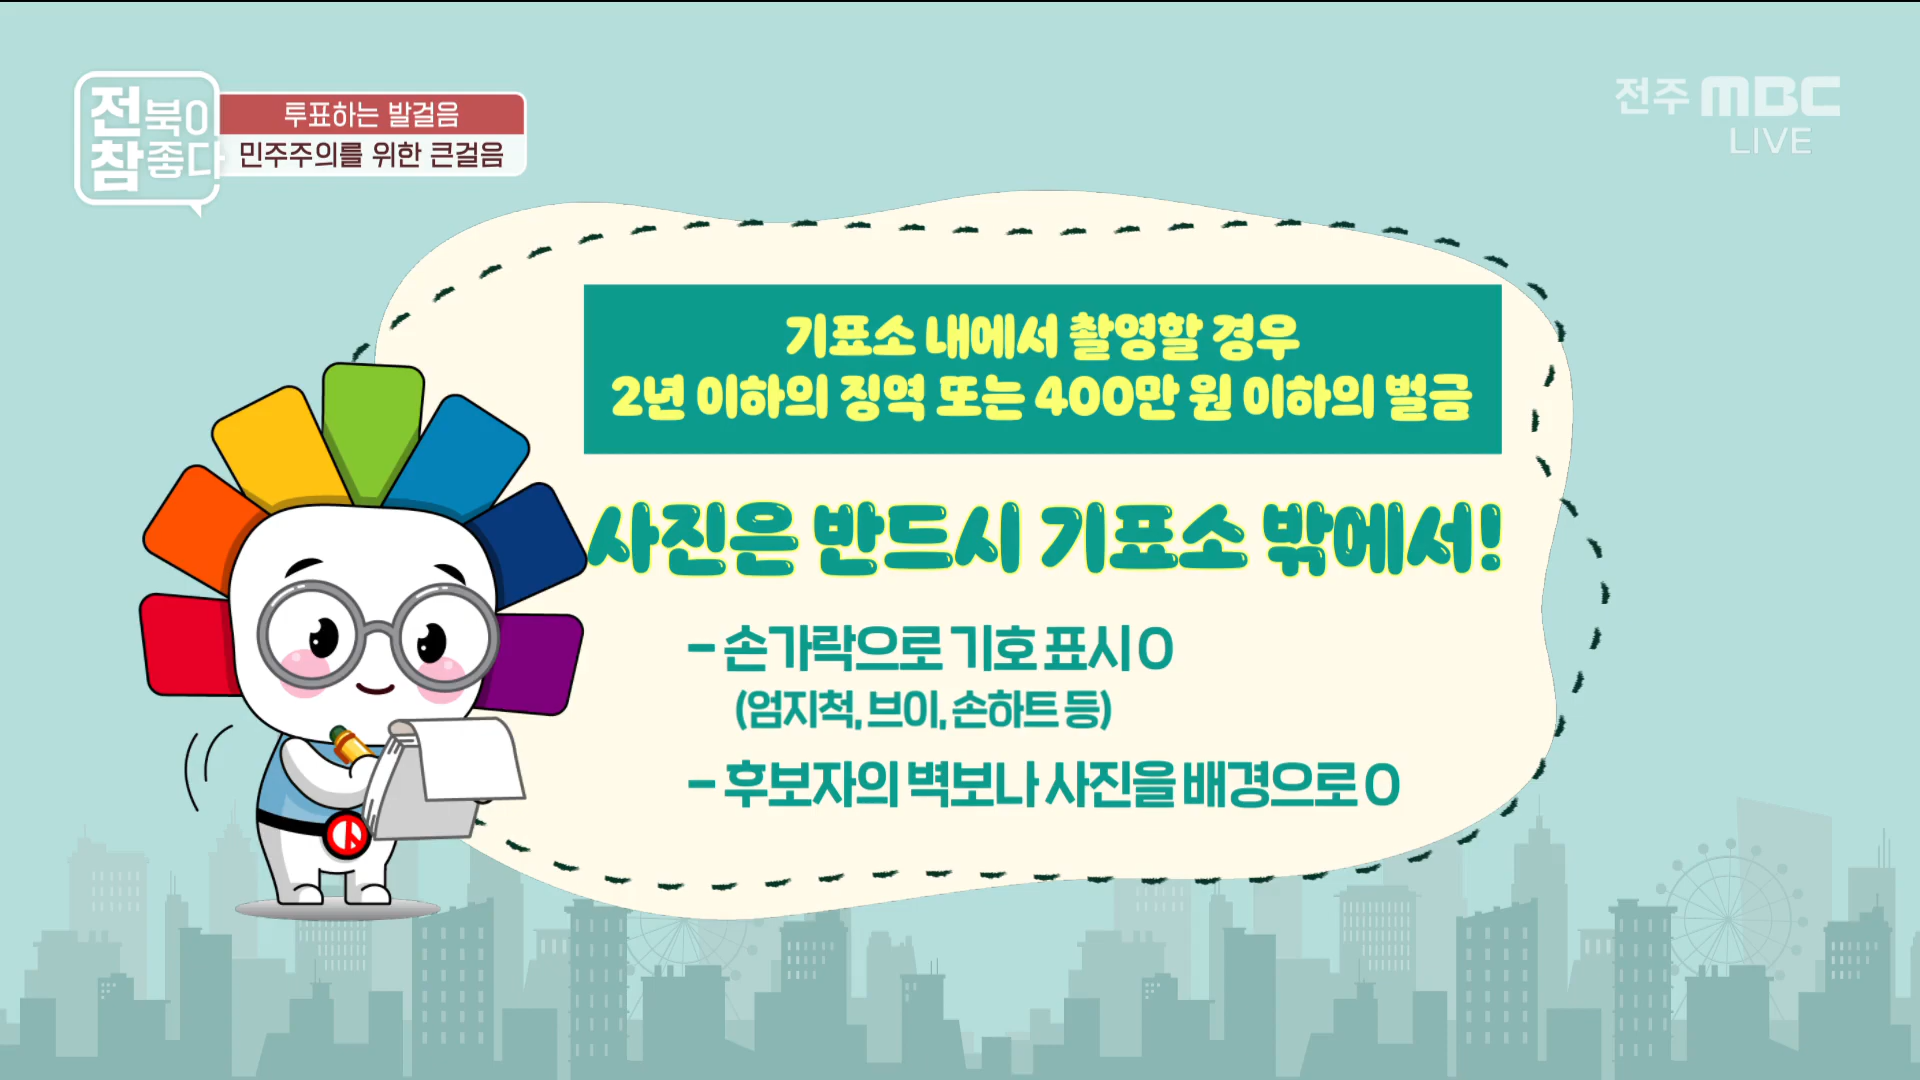 전북이
참좋다
투표하는 발걸음
민주주의를 위한 큰걸음
전주 MBC
LIVE
기표소 내에서 촬영할 경우
2년 이하의 징역 또는 400만 원 이하의 벌금
사진은 반드시 기표소 밖에서!
- 손가락으로 기호 표시 O
(엄지척, 브이, 손하트 등)
- 후보자의 벽보나 사진을 배경으로 O